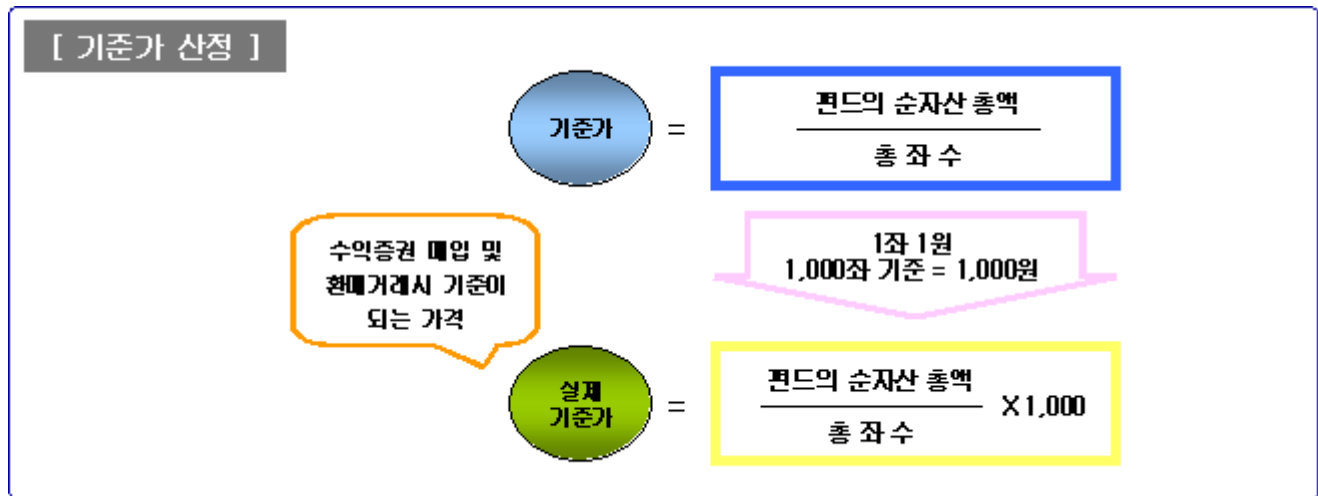 [ 기준가 산정 ]
기준가
=
펀드의 순자산 총액
총 좌 수
수익증권 매입 및
환매거래시 기준이
되는 가격
1좌 1원
1,000좌 기준 = 1,000원
실제
기준가
=
펀드의 순자산 총액
총 좌 수
X 1,000